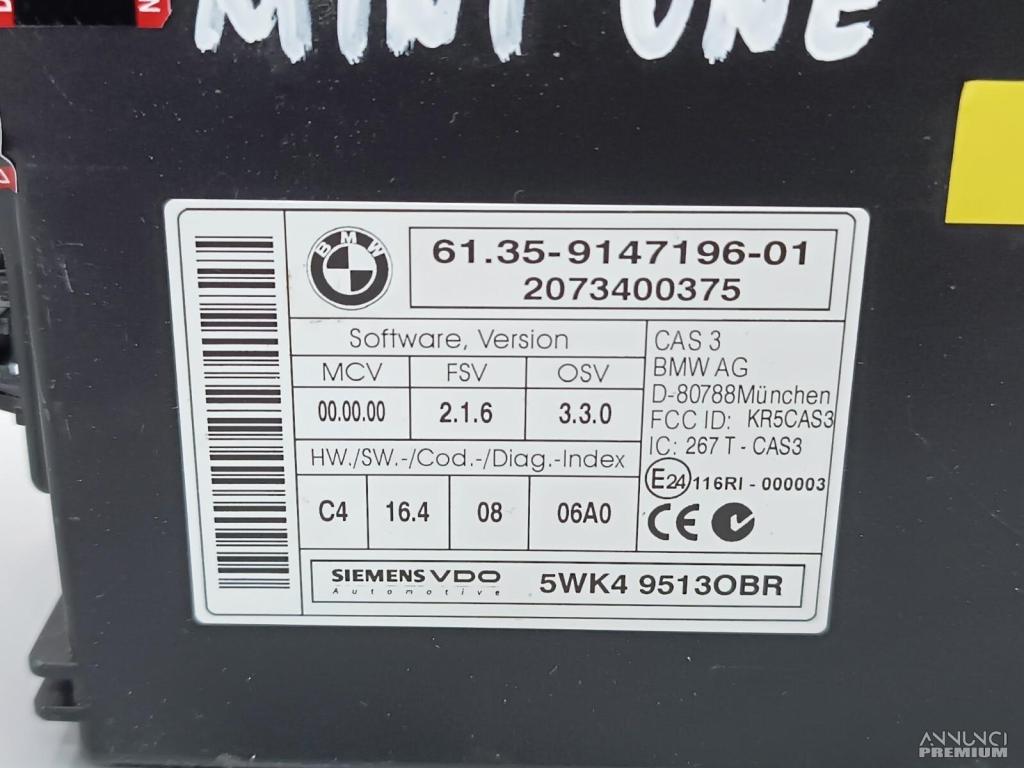 MINI ONE
BMW
61.35-9147196-01
2073400375
Software, Version
MCV FSV OSV
00.00.00 2.1.6 3.3.0
HW./SW.-/Cod.-/Diag.-Index
C4 16.4 08 06A0
CAS 3
BMW AG
D-80788München
FCC ID: KR5CAS3
IC: 267 T - CAS3
E24 116RI - 000003
CE
SIEMENS VDO
Automotive
5WK4 9513OBR
ANNUNCI
PREMIUM